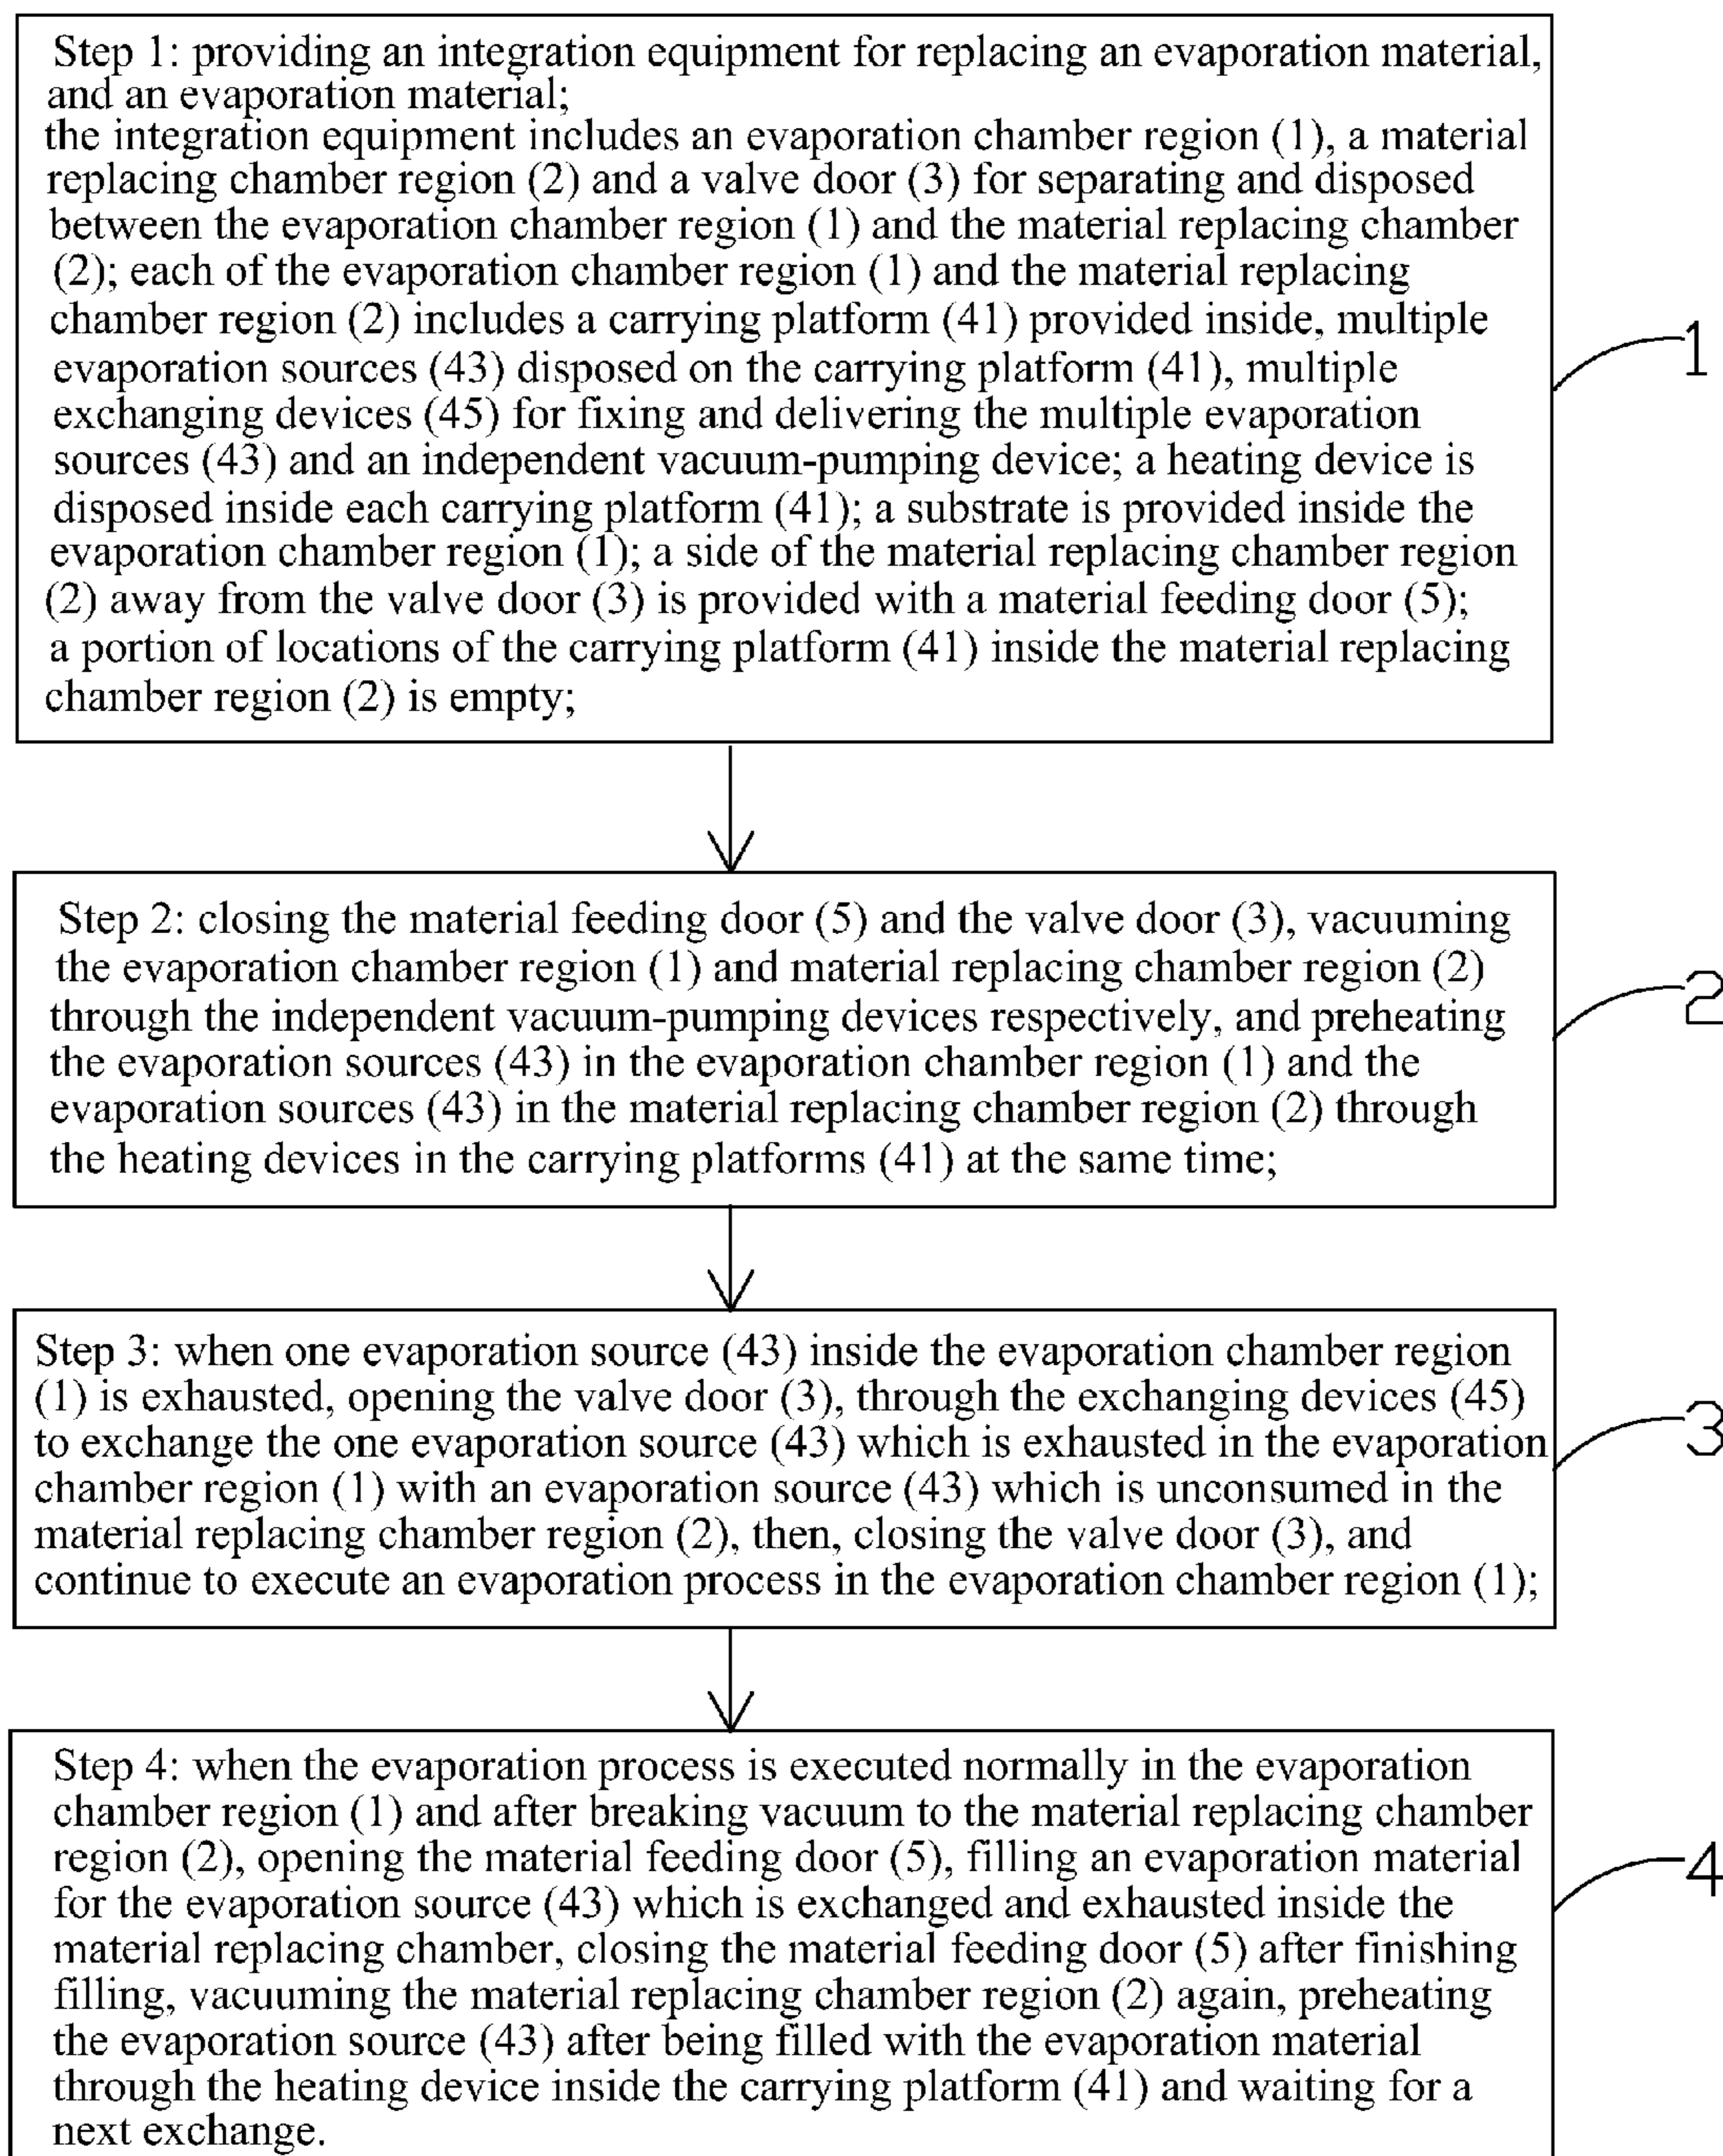 Step 1: providing an integration equipment for replacing an evaporation material,
and an evaporation material;
the integration equipment includes an evaporation chamber region (1), a material
replacing chamber region (2) and a valve door (3) for separating and disposed
between the evaporation chamber region (1) and the material replacing chamber
(2); each of the evaporation chamber region (1) and the material replacing
chamber region (2) includes a carrying platform (41) provided inside, multiple
evaporation sources (43) disposed on the carrying platform (41), multiple
exchanging devices (45) for fixing and delivering the multiple evaporation
sources (43) and an independent vacuum-pumping device; a heating device is
disposed inside each carrying platform (41); a substrate is provided inside the
evaporation chamber region (1); a side of the material replacing chamber region
(2) away from the valve door (3) is provided with a material feeding door (5);
a portion of locations of the carrying platform (41) inside the material replacing
chamber region (2) is empty;
1
Step 2: closing the material feeding door (5) and the valve door (3), vacuuming
the evaporation chamber region (1) and material replacing chamber region (2)
through the independent vacuum-pumping devices respectively, and preheating
the evaporation sources (43) in the evaporation chamber region (1) and the
evaporation sources (43) in the material replacing chamber region (2) through
the heating devices in the carrying platforms (41) at the same time;
2
Step 3: when one evaporation source (43) inside the evaporation chamber region
(1) is exhausted, opening the valve door (3), through the exchanging devices (45)
to exchange the one evaporation source (43) which is exhausted in the evaporation
chamber region (1) with an evaporation source (43) which is unconsumed in the
material replacing chamber region (2), then, closing the valve door (3), and
continue to execute an evaporation process in the evaporation chamber region (1);
3
Step 4: when the evaporation process is executed normally in the evaporation
chamber region (1) and after breaking vacuum to the material replacing chamber
region (2), opening the material feeding door (5), filling an evaporation material
for the evaporation source (43) which is exchanged and exhausted inside the
material replacing chamber, closing the material feeding door (5) after finishing
filling, vacuuming the material replacing chamber region (2) again, preheating
the evaporation source (43) after being filled with the evaporation material
through the heating device inside the carrying platform (41) and waiting for a
next exchange.
4